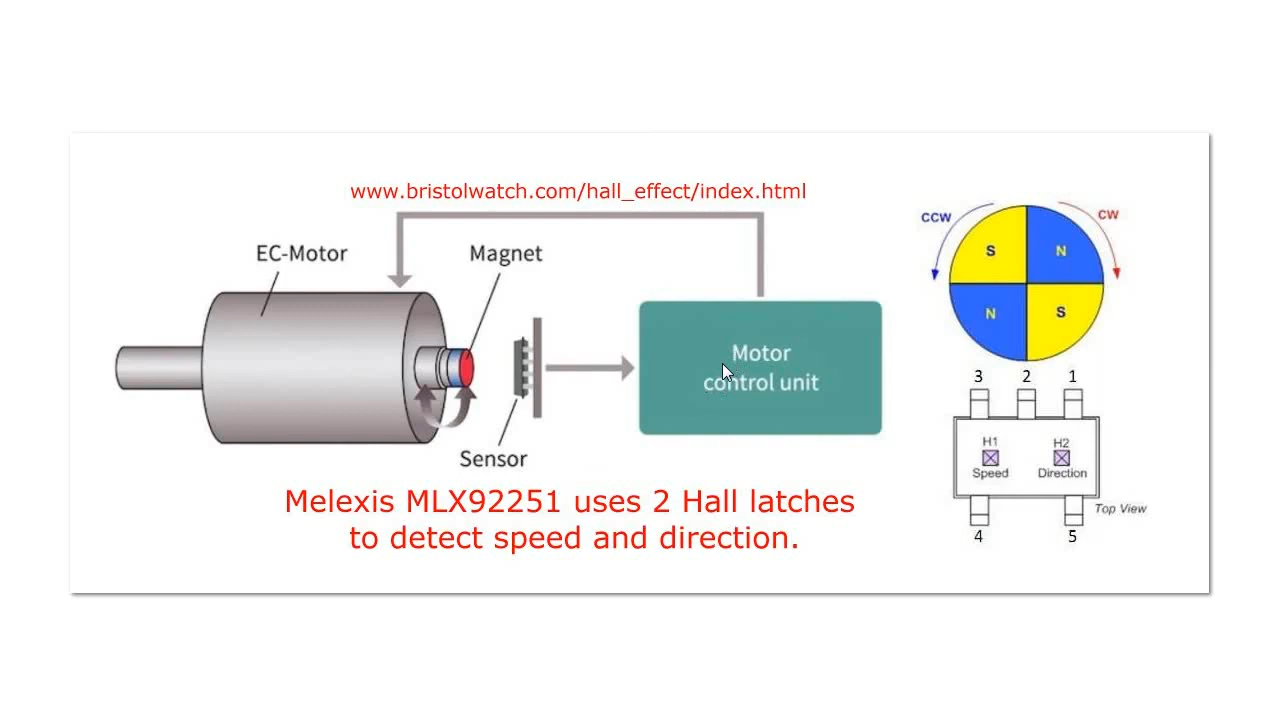 www.bristolwatch.com/hall_effect/index.html
EC-Motor
Magnet
Motor
control unit
Sensor
Melexis MLX92251 uses 2 Hall latches
to detect speed and direction.
CCW
CW
S
N
N
S
3 2 1
H1 H2
Speed Direction
Top View
4 5